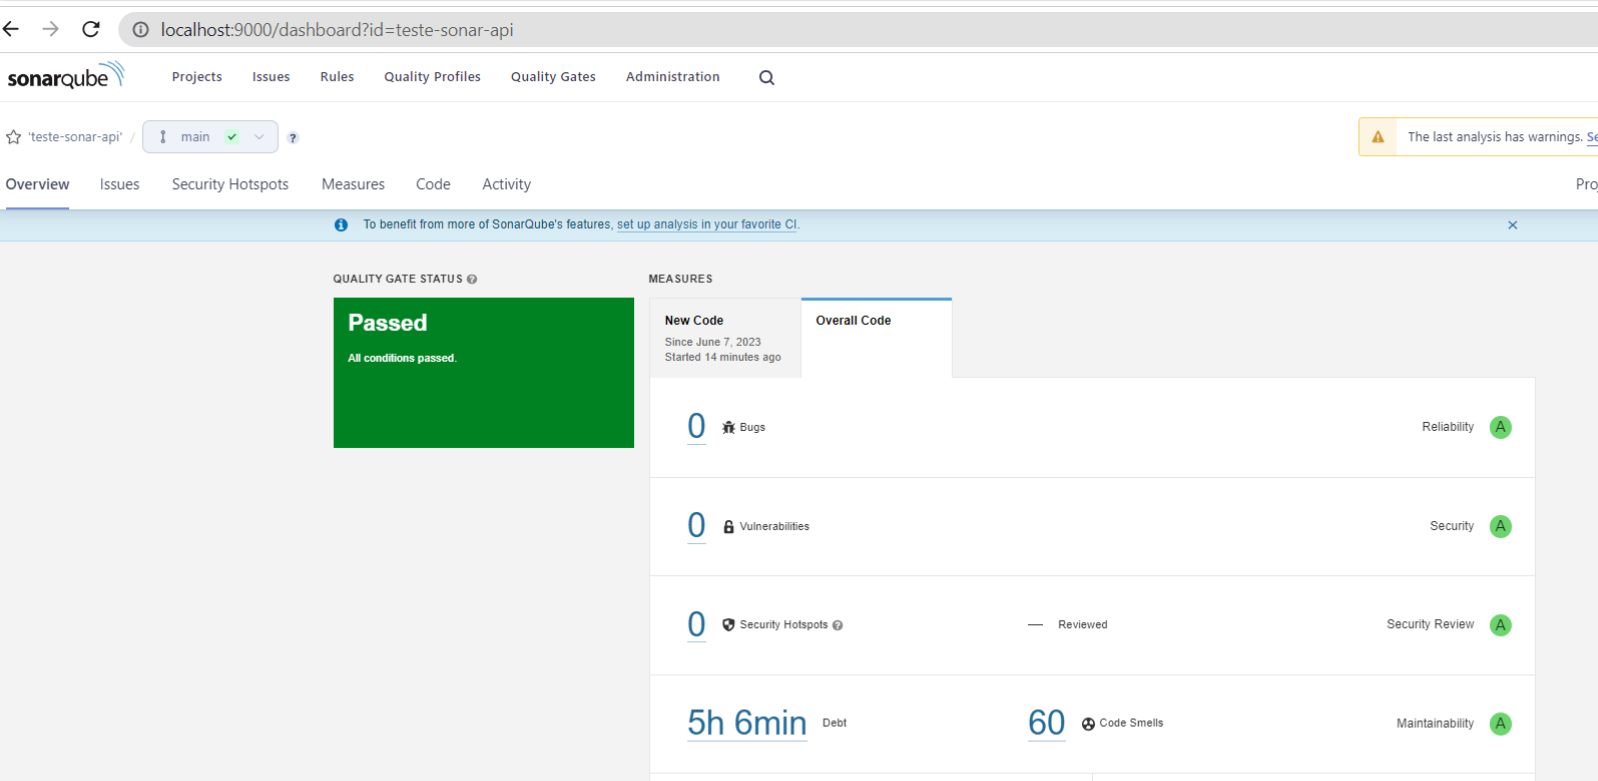 localhost:9000/dashboard?id=teste-sonar-api
sonarqube Projects Issues Rules Quality Profiles Quality Gates Administration
'teste-sonar-api' / main ? The last analysis has warnings. Se
Overview Issues Security Hotspots Measures Code Activity Proj
To benefit from more of SonarQube's features, set up analysis in your favorite CI.
QUALITY GATE STATUS ? MEASURES
Passed
All conditions passed.
New Code
Since June 7, 2023
Started 14 minutes ago
Overall Code
0 Bugs Reliability A
0 Vulnerabilities Security A
0 Security Hotspots ? — Reviewed Security Review A
5h 6min Debt 60 Code Smells Maintainability A